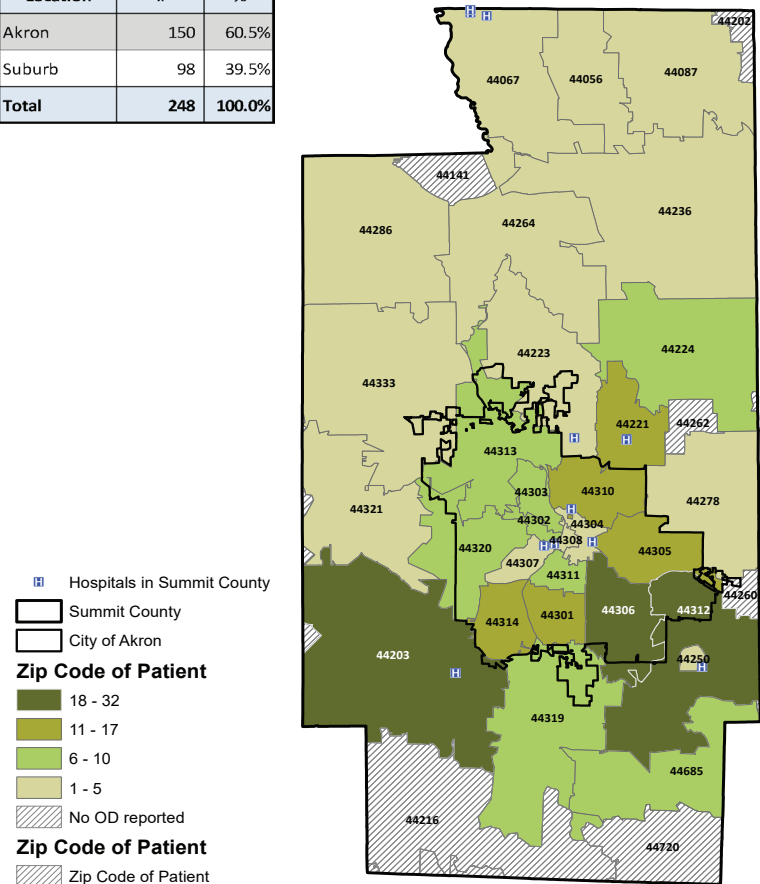 Akron 150 60.5%
Suburb 98 39.5%
Total 248 100.0%
44202
44067
44056
44087
44141
44286
44264
44236
44223
44224
44333
44221
44262
44313
44303
44310
44278
44321
44302
44304
44320
44308
44305
44307
44311
44306
44312
44260
44314
44301
44203
44250
44319
44685
44216
44720
H Hospitals in Summit County
Summit County
City of Akron
Zip Code of Patient
18 - 32
11 - 17
6 - 10
1 - 5
No OD reported
Zip Code of Patient
Zip Code of Patient